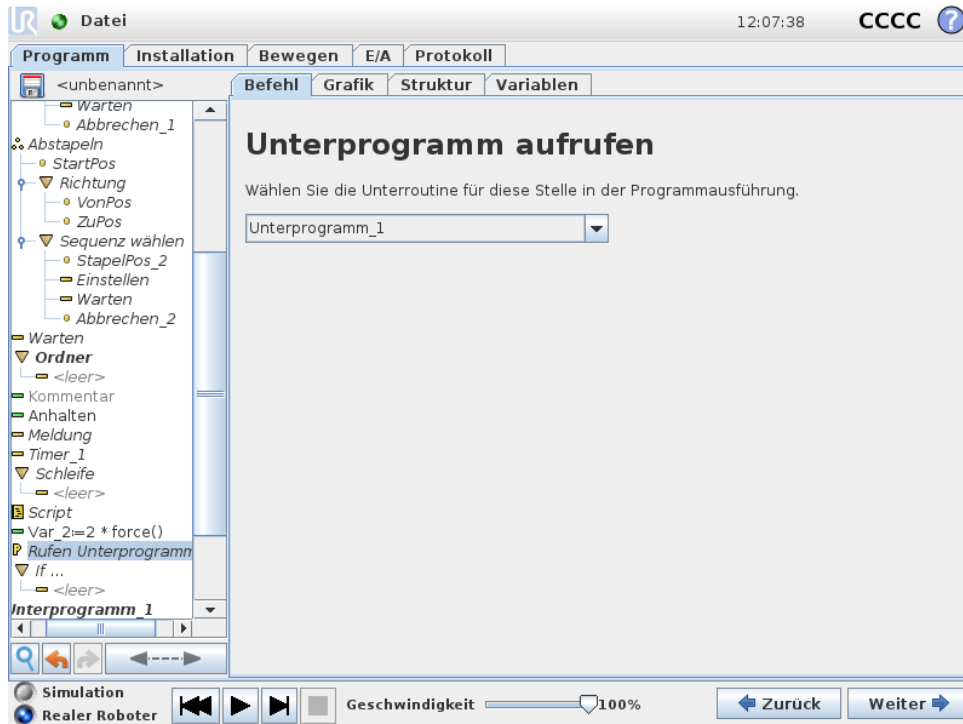 UR
Datei
12:07:38
CCCC
?
Programm
Installation
Bewegen
E/A
Protokoll
<unbenannt>
Befehl
Grafik
Struktur
Variablen
Warten
Abbrechen_1
Abstapeln
StartPos
Richtung
VonPos
ZuPos
Sequenz wählen
StapelPos_2
Einstellen
Warten
Abbrechen_2
Warten
Ordner
<leer>
Kommentar
Anhalten
Meldung
Timer_1
Schleife
<leer>
Script
Var_2:=2 * force()
Rufen Unterprogramm
If ...
<leer>
Interprogramm_1
Unterprogramm aufrufen
Wählen Sie die Unterroutine für diese Stelle in der Programmausführung.
Unterprogramm_1
Simulation
Realer Roboter
Geschwindigkeit
100%
Zurück
Weiter